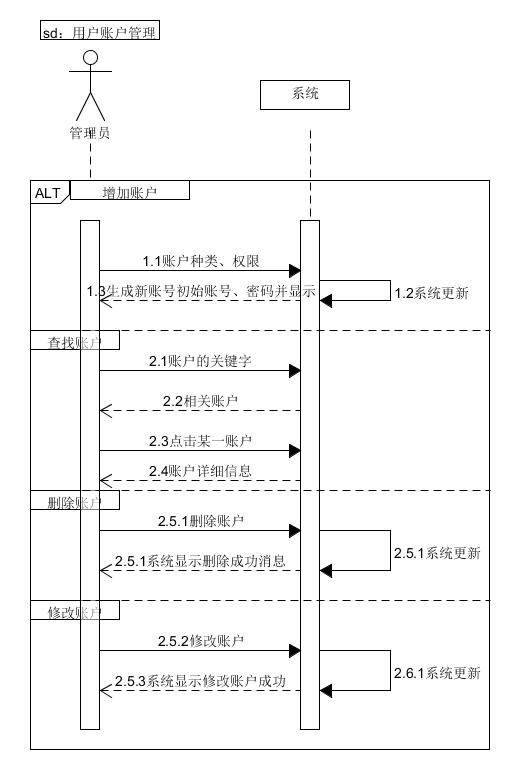 sd：用户账户管理
系统
管理员
ALT
增加账户
1.1账户种类、权限
1.3生成新账号初始账号、密码并显示
1.2系统更新
查找账户
2.1账户的关键字
2.2相关账户
2.3点击某一账户
2.4账户详细信息
删除账户
2.5.1删除账户
2.5.1系统更新
2.5.1系统显示删除成功消息
修改账户
2.5.2修改账户
2.6.1系统更新
2.5.3系统显示修改账户成功